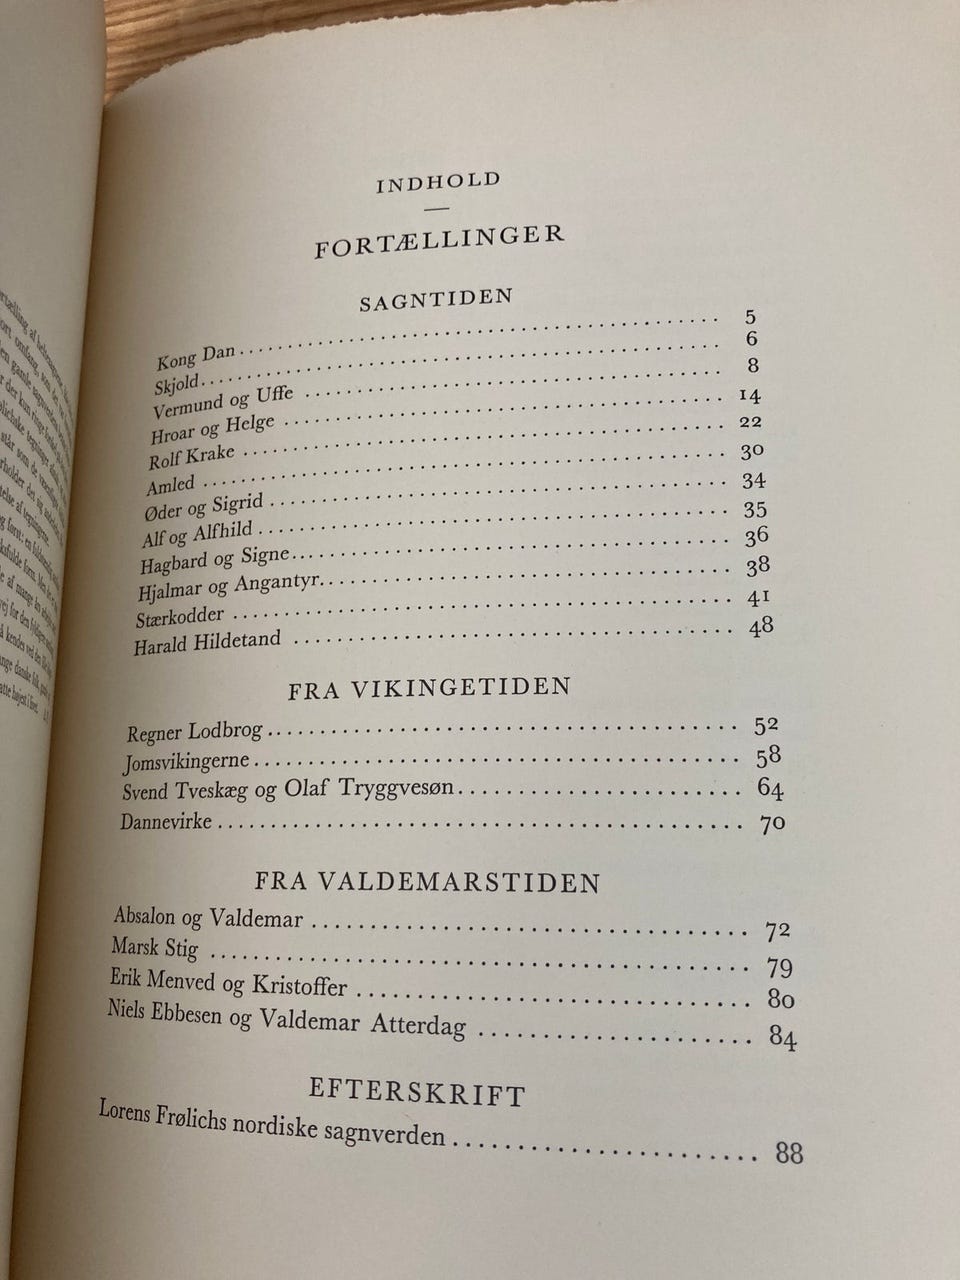 INDHOLD
FORTÆLLINGER
SAGNTIDEN
Kong Dan 5
Skjold 6
Vermund og Uffe 8
Hroar og Helge 14
Rolf Krake 22
Amled 30
Øder og Sigrid 34
Alf og Alfhild 35
Hagbard og Signe 36
Hjalmar og Angantyr 38
Stærkodder 41
Harald Hildetand 48
FRA VIKINGETIDEN
Regner Lodbrog 52
Jomsvikingerne 58
Svend Tveskæg og Olaf Tryggvesøn 64
Dannevirke 70
FRA VALDEMARSTIDEN
Absalon og Valdemar 72
Marsk Stig 79
Erik Menved og Kristoffer 80
Niels Ebbesen og Valdemar Atterdag 84
EFTERSKRIFT
Lorens Frølichs nordiske sagnverden 88